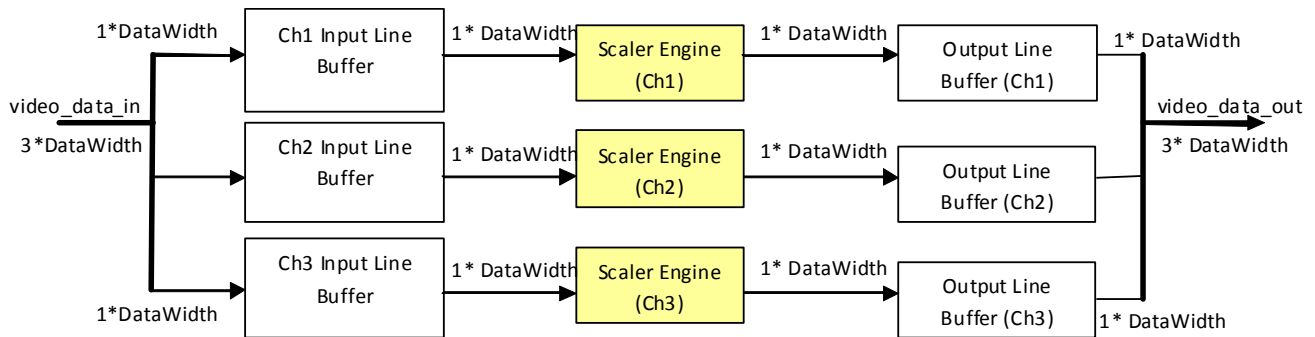 1*DataWidth
Ch1 Input Line
Buffer
1* DataWidth
Scaler Engine
(Ch1)
1* DataWidth
Output Line
Buffer (Ch1)
1* DataWidth
video_data_in
3*DataWidth
Ch2 Input Line
Buffer
1* DataWidth
Scaler Engine
(Ch2)
1* DataWidth
Output Line
Buffer (Ch2)
video_data_out
3* DataWidth
1*DataWidth
Ch3 Input Line
Buffer
1* DataWidth
Scaler Engine
(Ch3)
1* DataWidth
Output Line
Buffer (Ch3)
1* DataWidth